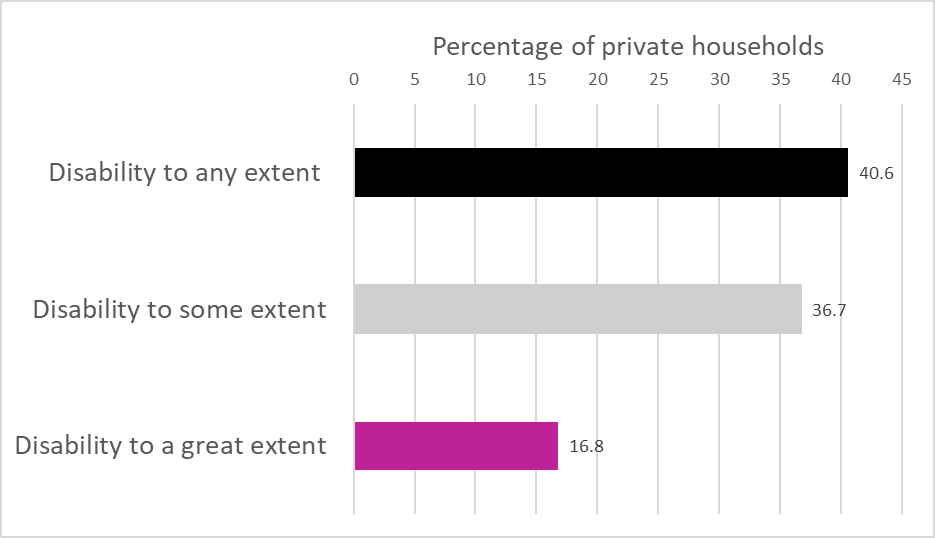 Percentage of private households
0 5 10 15 20 25 30 35 40 45
Disability to any extent 40.6
Disability to some extent 36.7
Disability to a great extent 16.8